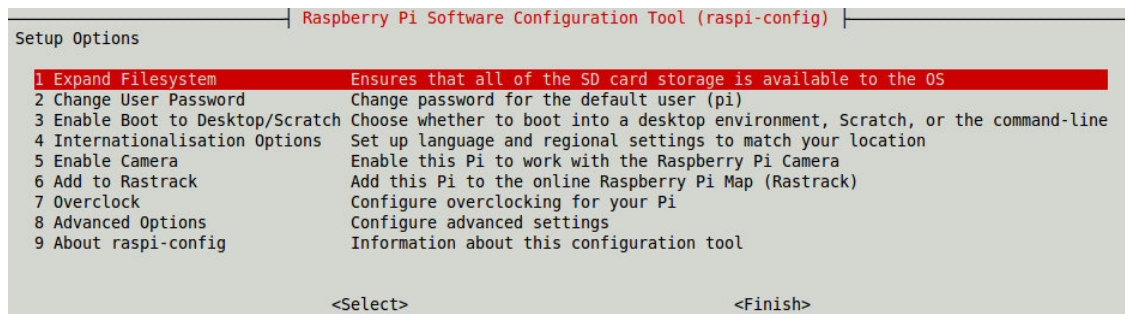 Raspberry Pi Software Configuration Tool (raspi-config)
Setup Options
1 Expand Filesystem Ensures that all of the SD card storage is available to the OS
2 Change User Password Change password for the default user (pi)
3 Enable Boot to Desktop/Scratch Choose whether to boot into a desktop environment, Scratch, or the command-line
4 Internationalisation Options Set up language and regional settings to match your location
5 Enable Camera Enable this Pi to work with the Raspberry Pi Camera
6 Add to Rastrack Add this Pi to the online Raspberry Pi Map (Rastrack)
7 Overclock Configure overclocking for your Pi
8 Advanced Options Configure advanced settings
9 About raspi-config Information about this configuration tool
<Select> <Finish>